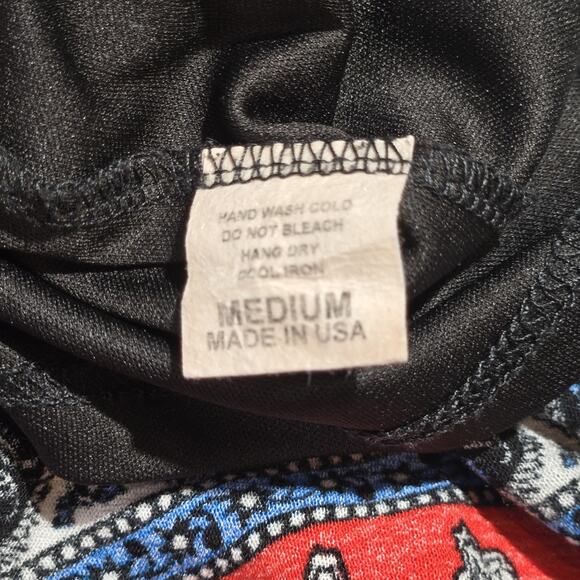 HAND WASH COLD
DO NOT BLEACH
HANG DRY
COOL IRON
MEDIUM
MADE IN USA